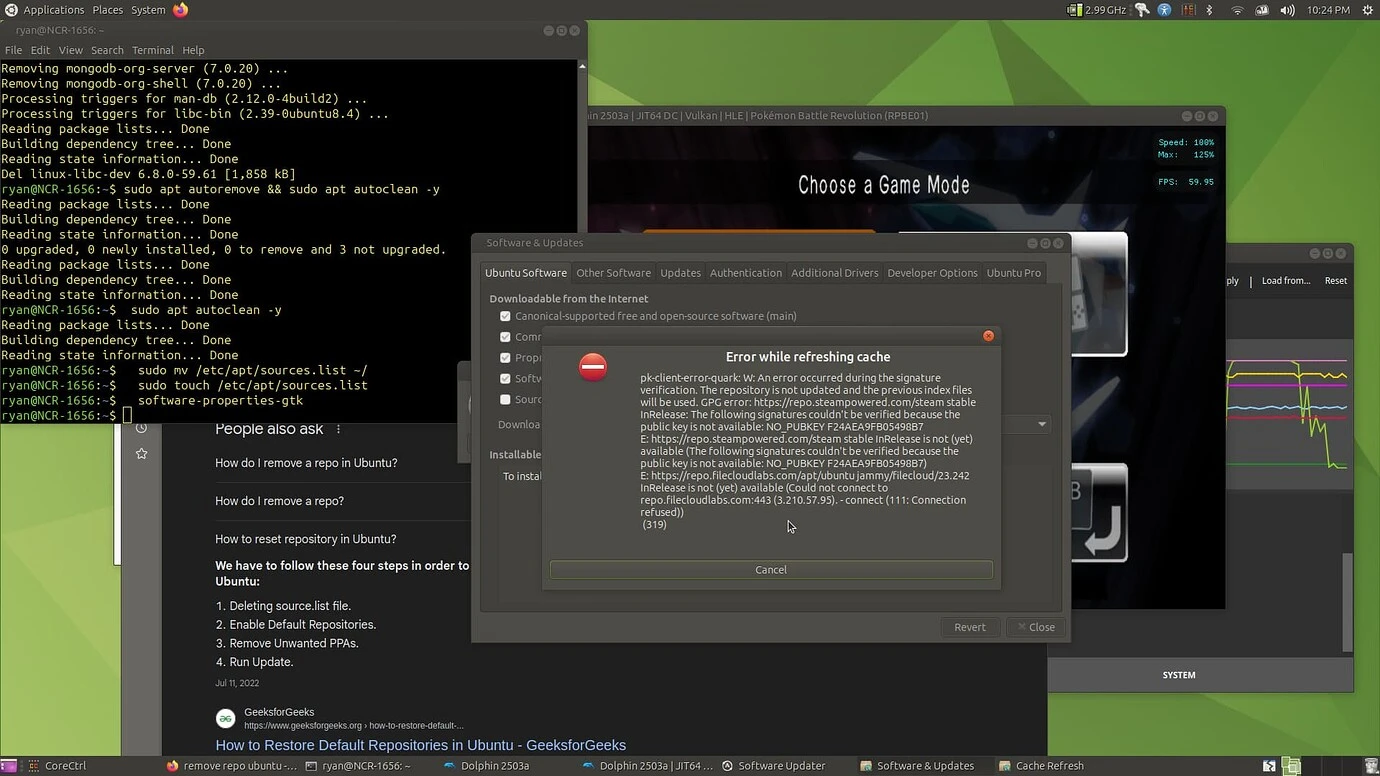 Applications Places System
2.99 GHz
10:24 PM
ryan@NCR-1656: ~
File Edit View Search Terminal Help
Removing mongodb-org-server (7.0.20) ...
Removing mongodb-org-shell (7.0.20) ...
Processing triggers for man-db (2.12.0-4build2) ...
Processing triggers for libc-bin (2.39-0ubuntu8.4) ...
Reading package lists... Done
Building dependency tree... Done
Reading state information... Done
Del linux-libc-dev 6.8.0-59.61 [1,858 kB]
ryan@NCR-1656:~$ sudo apt autoremove && sudo apt autoclean -y
Reading package lists... Done
Building dependency tree... Done
Reading state information... Done
0 upgraded, 0 newly installed, 0 to remove and 3 not upgraded.
Reading package lists... Done
Building dependency tree... Done
Reading state information... Done
ryan@NCR-1656:~$ sudo apt autoclean -y
Reading package lists... Done
Building dependency tree... Done
Reading state information... Done
ryan@NCR-1656:~$ sudo mv /etc/apt/sources.list ~/
ryan@NCR-1656:~$ sudo touch /etc/apt/sources.list
ryan@NCR-1656:~$ software-properties-gtk
ryan@NCR-1656:~$
in 2503a | JIT64 DC | Vulkan | HLE | Pokémon Battle Revolution (RPBE01)
Speed: 100%
Max: 125%
FPS: 59.95
Choose a Game Mode
ply | Load from... Reset
SYSTEM
Software & Updates
Ubuntu Software Other Software Updates Authentication Additional Drivers Developer Options Ubuntu Pro
Downloadable from the Internet
Canonical-supported free and open-source software (main)
Comm
Propri
Softw
Sourc
Downloa
Installable
To instal
Revert Close
Error while refreshing cache
pk-client-error-quark: W: An error occurred during the signature
verification. The repository is not updated and the previous index files
will be used. GPG error: https://repo.steampowered.com/steam stable
InRelease: The following signatures couldn't be verified because the
public key is not available: NO_PUBKEY F24AEA9FB05498B7
E: https://repo.steampowered.com/steam stable InRelease is not (yet)
available (The following signatures couldn't be verified because the
public key is not available: NO_PUBKEY F24AEA9FB05498B7)
E: https://repo.filecloudlabs.com/apt/ubuntu jammy/filecloud/23.242
InRelease is not (yet) available (Could not connect to
repo.filecloudlabs.com:443 (3.210.57.95). - connect (111: Connection
refused))
(319)
Cancel
People also ask
How do I remove a repo in Ubuntu?
How do I remove a repo?
How to reset repository in Ubuntu?
We have to follow these four steps in order to
Ubuntu:
1. Deleting source.list file.
2. Enable Default Repositories.
3. Remove Unwanted PPAs.
4. Run Update.
Jul 11, 2022
GeeksforGeeks
https://www.geeksforgeeks.org › how-to-restore-default-...
How to Restore Default Repositories in Ubuntu - GeeksforGeeks
CoreCtrl
remove repo ubuntu -...
ryan@NCR-1656: ~
Dolphin 2503a
Dolphin 2503a | JIT64 ...
Software Updater
Software & Updates
Cache Refresh